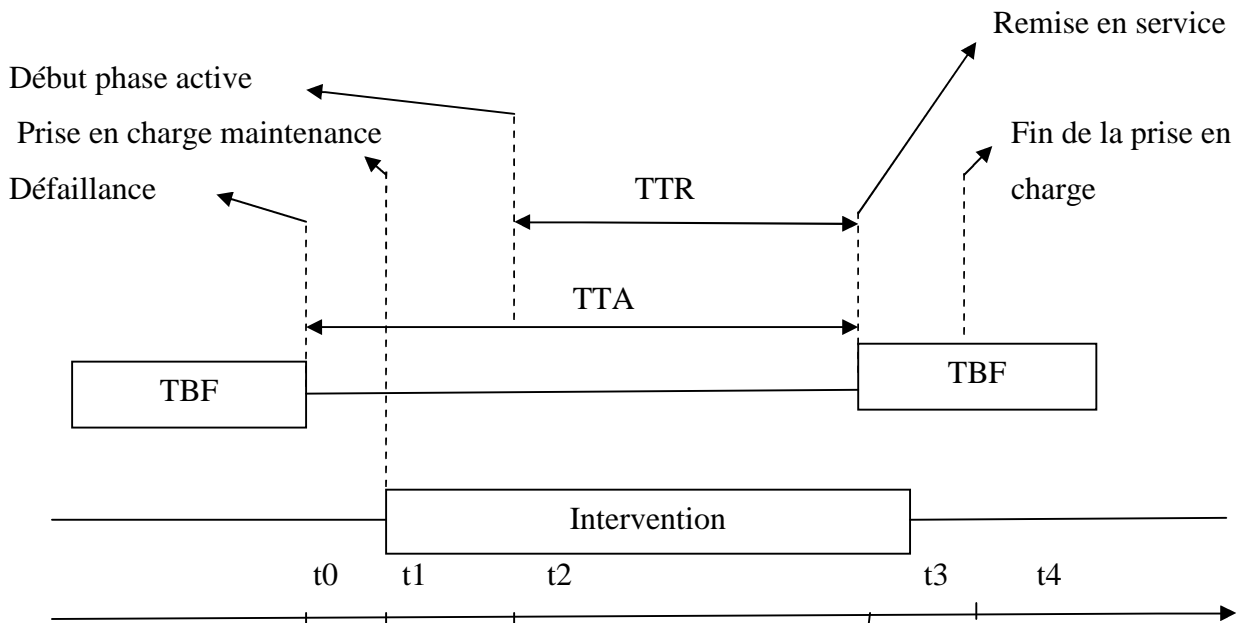 Remise en service
Début phase active
Prise en charge maintenance
Fin de la prise en
charge
Défaillance
TTR
TTA
TBF
TBF
Intervention
t0 t1 t2 t3 t4